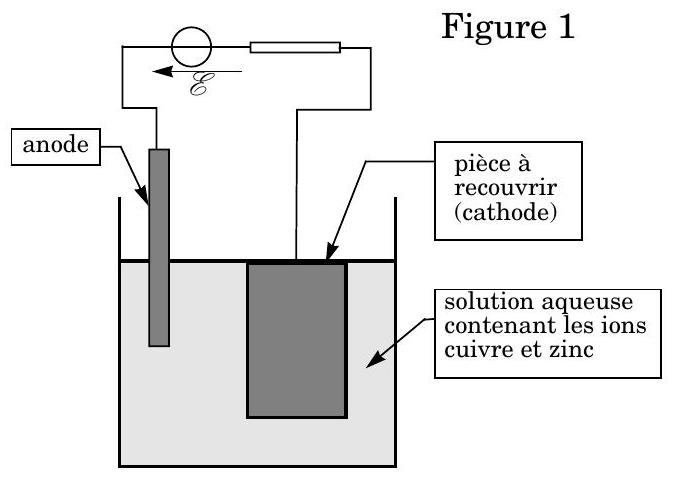 Figure 1
ℰ
anode
pièce à
recouvrir
(cathode)
solution aqueuse
contenant les ions
cuivre et zinc